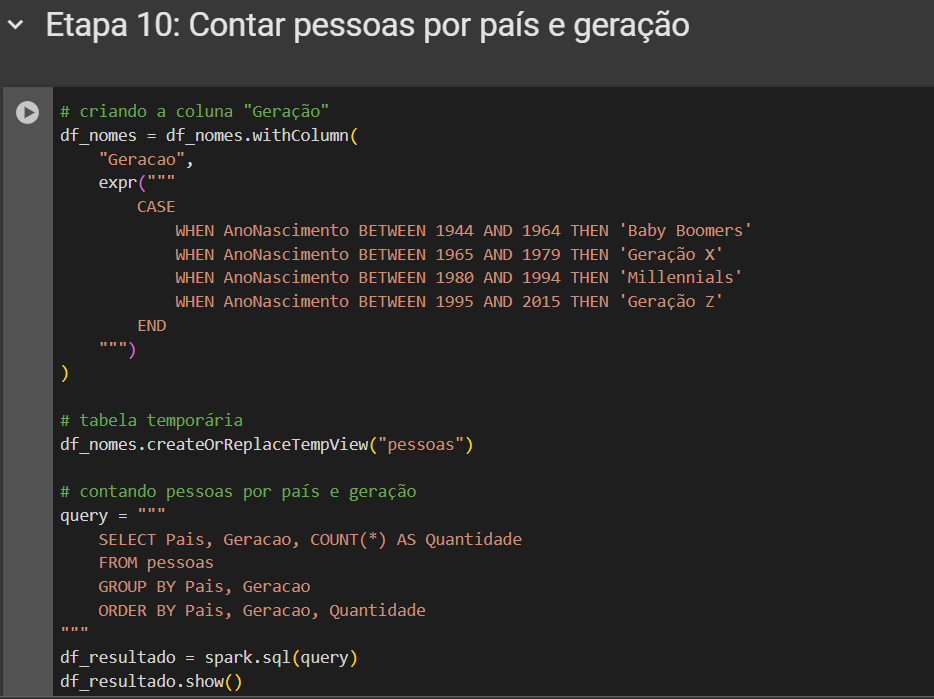 Etapa 10: Contar pessoas por país e geração
# criando a coluna "Geração"
df_nomes = df_nomes.withColumn(
    "Geracao",
    expr("""
        CASE
            WHEN AnoNascimento BETWEEN 1944 AND 1964 THEN 'Baby Boomers'
            WHEN AnoNascimento BETWEEN 1965 AND 1979 THEN 'Geração X'
            WHEN AnoNascimento BETWEEN 1980 AND 1994 THEN 'Millennials'
            WHEN AnoNascimento BETWEEN 1995 AND 2015 THEN 'Geração Z'
        END
    """)
)
# tabela temporária
df_nomes.createOrReplaceTempView("pessoas")
# contando pessoas por país e geração
query = """
    SELECT Pais, Geracao, COUNT(*) AS Quantidade
    FROM pessoas
    GROUP BY Pais, Geracao
    ORDER BY Pais, Geracao, Quantidade
"""
df_resultado = spark.sql(query)
df_resultado.show()